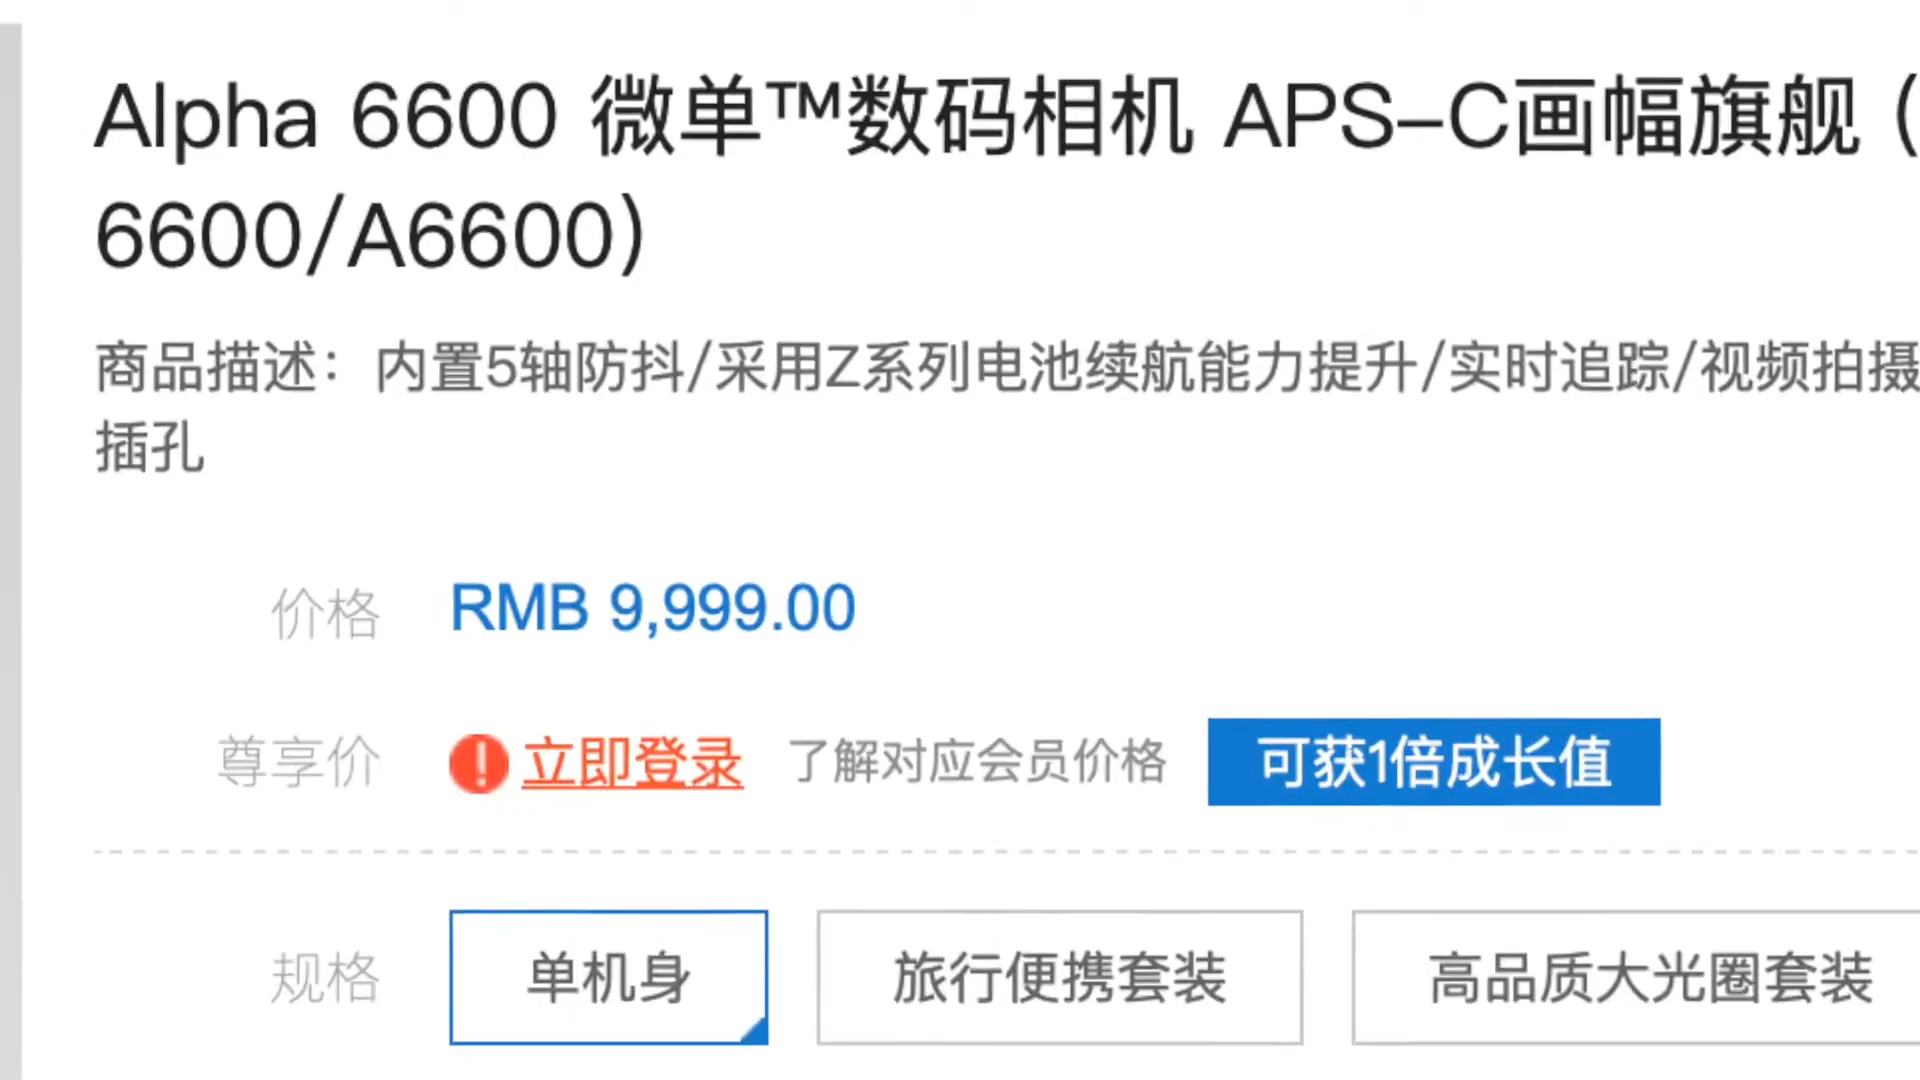 Alpha 6600 微单™数码相机 APS-C画幅旗舰 (
6600/A6600)
商品描述：内置5轴防抖/采用Z系列电池续航能力提升/实时追踪/视频拍摄
插孔
价格 RMB 9,999.00
尊享价 立即登录 了解对应会员价格 可获1倍成长值
规格 单机身 旅行便携套装 高品质大光圈套装